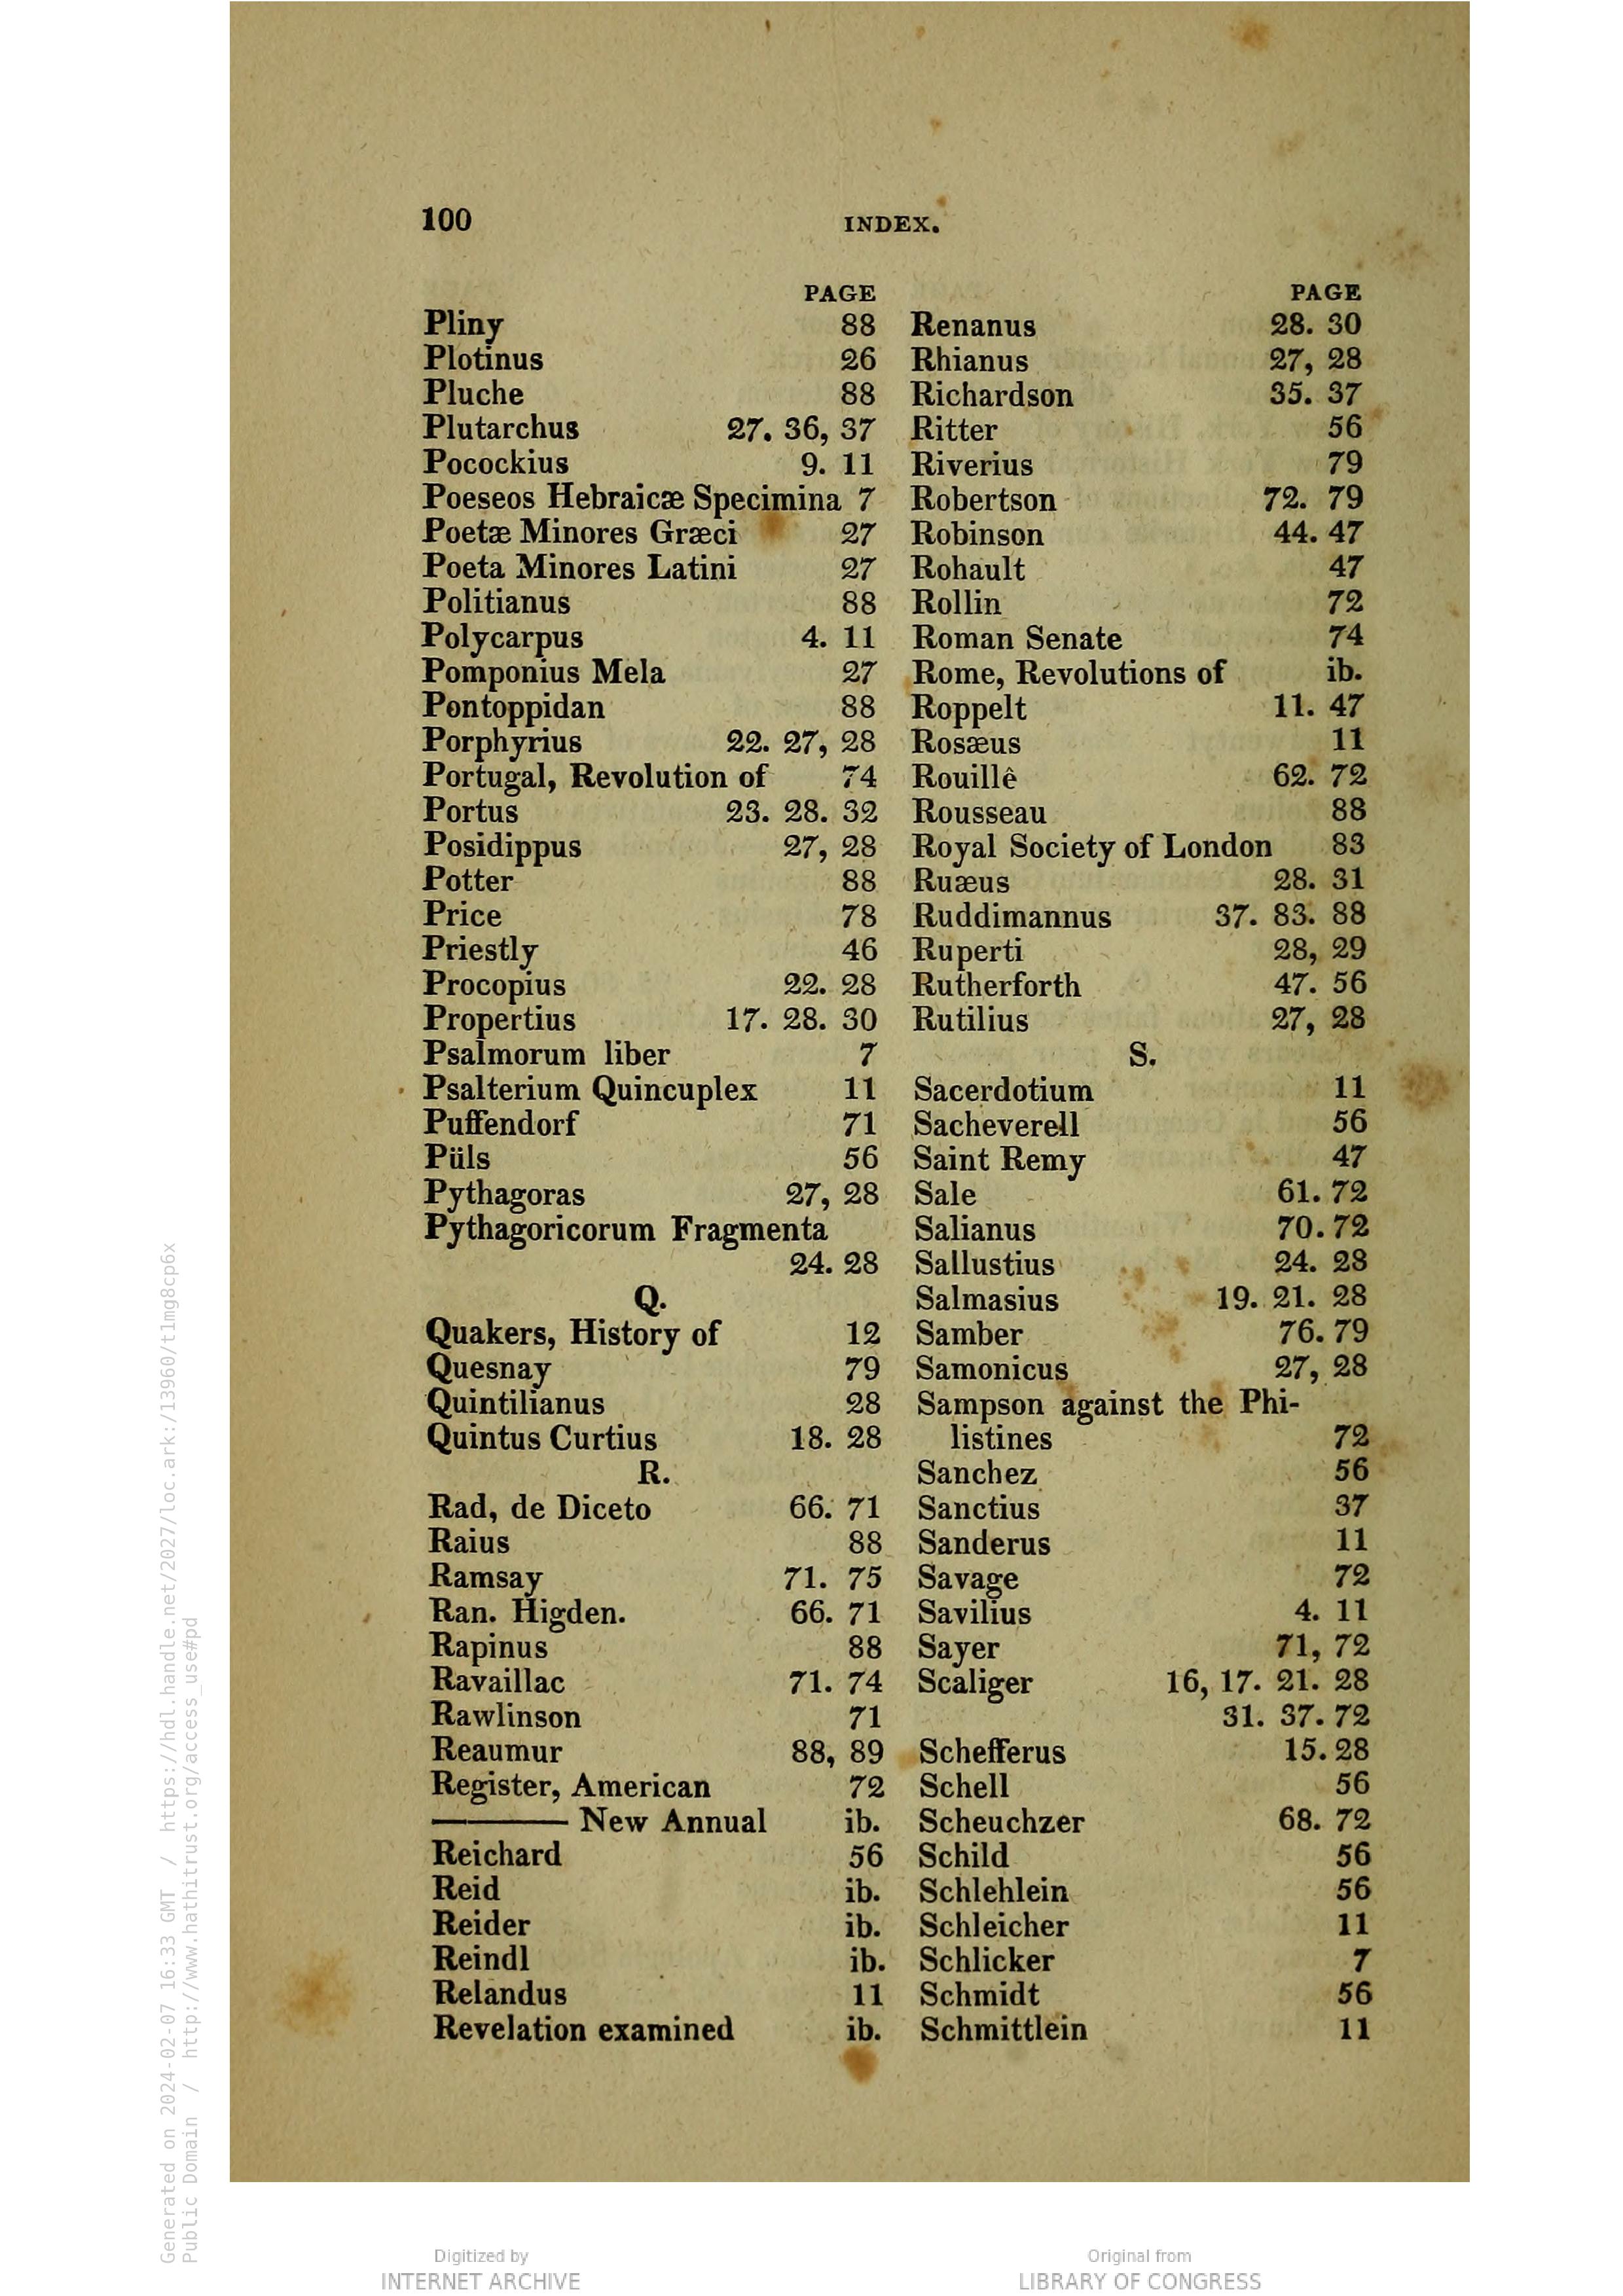 100
INDEX.
PAGE
Pliny 88
Plotinus 26
Pluche 88
Plutarchus 27. 36, 37
Pocockius 9. 11
Poeseos Hebraicæ Specimina 7
Poetæ Minores Græci 27
Poeta Minores Latini 27
Politianus 88
Polycarpus 4. 11
Pomponius Mela 27
Pontoppidan 88
Porphyrius 22. 27, 28
Portugal, Revolution of 74
Portus 23. 28. 32
Posidippus 27, 28
Potter 88
Price 78
Priestly 46
Procopius 22. 28
Propertius 17. 28. 30
Psalmorum liber 7
Psalterium Quincuplex 11
Puffendorf 71
Püls 56
Pythagoras 27, 28
Pythagoricorum Fragmenta
24. 28
Q.
Quakers, History of 12
Quesnay 79
Quintilianus 28
Quintus Curtius 18. 28
R.
Rad, de Diceto 66. 71
Raius 88
Ramsay 71. 75
Ran. Higden. 66. 71
Rapinus 88
Ravaillac 71. 74
Rawlinson 71
Reaumur 88, 89
Register, American 72
——— New Annual ib.
Reichard 56
Reid ib.
Reider ib.
Reindl ib.
Relandus 11
Revelation examined ib.
PAGE
Renanus 28. 30
Rhianus 27, 28
Richardson 35. 37
Ritter 56
Riverius 79
Robertson 72. 79
Robinson 44. 47
Rohault 47
Rollin 72
Roman Senate 74
Rome, Revolutions of ib.
Roppelt 11. 47
Rosæus 11
Rouillê 62. 72
Rousseau 88
Royal Society of London 83
Ruæus 28. 31
Ruddimannus 37. 83. 88
Ruperti 28, 29
Rutherforth 47. 56
Rutilius 27, 28
S.
Sacerdotium 11
Sacheverell 56
Saint Remy 47
Sale 61. 72
Salianus 70. 72
Sallustius 24. 28
Salmasius 19. 21. 28
Samber 76. 79
Samonicus 27, 28
Sampson against the Phi-
listines 72
Sanchez 56
Sanctius 37
Sanderus 11
Savage 72
Savilius 4. 11
Sayer 71, 72
Scaliger 16, 17. 21. 28
31. 37. 72
Schefferus 15. 28
Schell 56
Scheuchzer 68. 72
Schild 56
Schlehlein 56
Schleicher 11
Schlicker 7
Schmidt 56
Schmittlein 11
Generated on 2024-02-07 16:33 GMT / https://hdl.handle.net/2027/loc.ark:/13960/t1mg8cp6x
Public Domain / http://www.hathitrust.org/access_use#pd
Digitized by
INTERNET ARCHIVE
Original from
LIBRARY OF CONGRESS